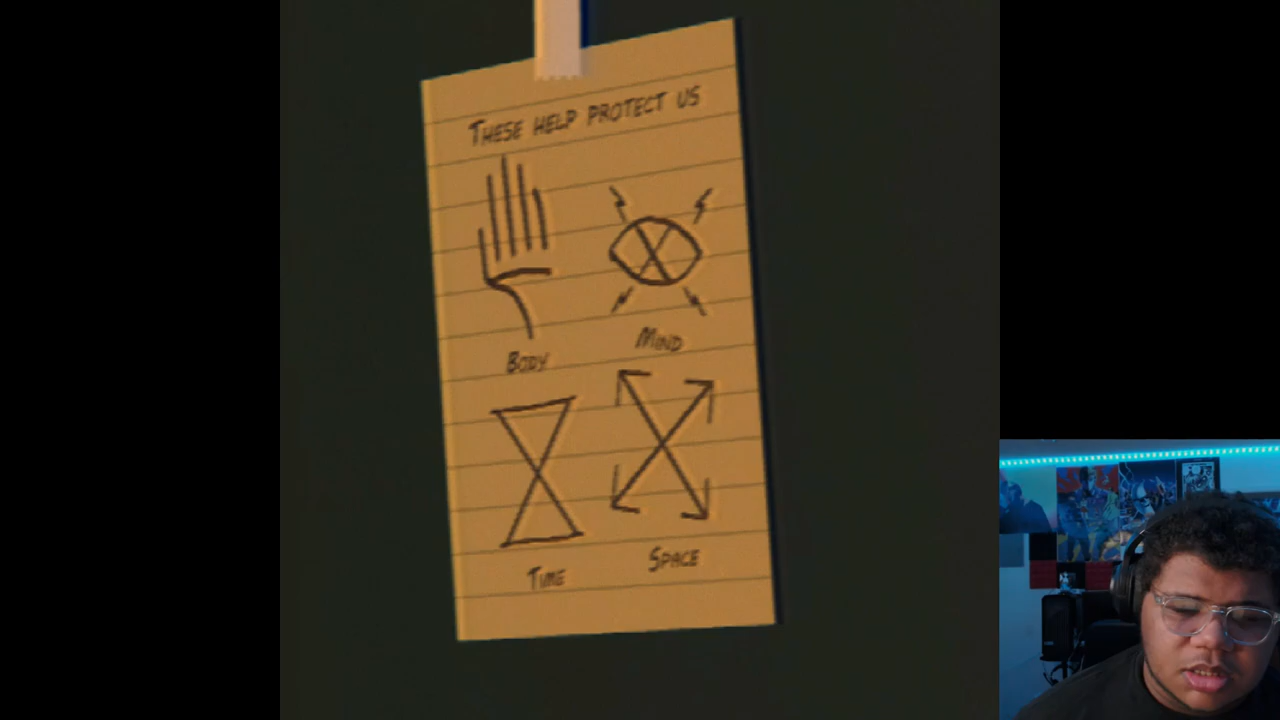 THESE HELP PROTECT US
BODY
MIND
TIME
SPACE